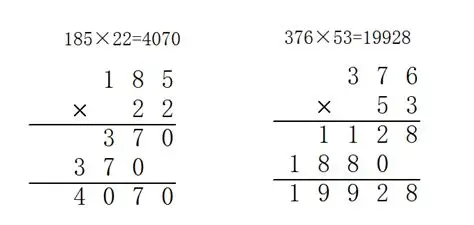 185×22=4070
1 8 5
× 2 2
3 7 0
3 7 0
4 0 7 0
376×53=19928
3 7 6
× 5 3
1 1 2 8
1 8 8 0
1 9 9 2 8